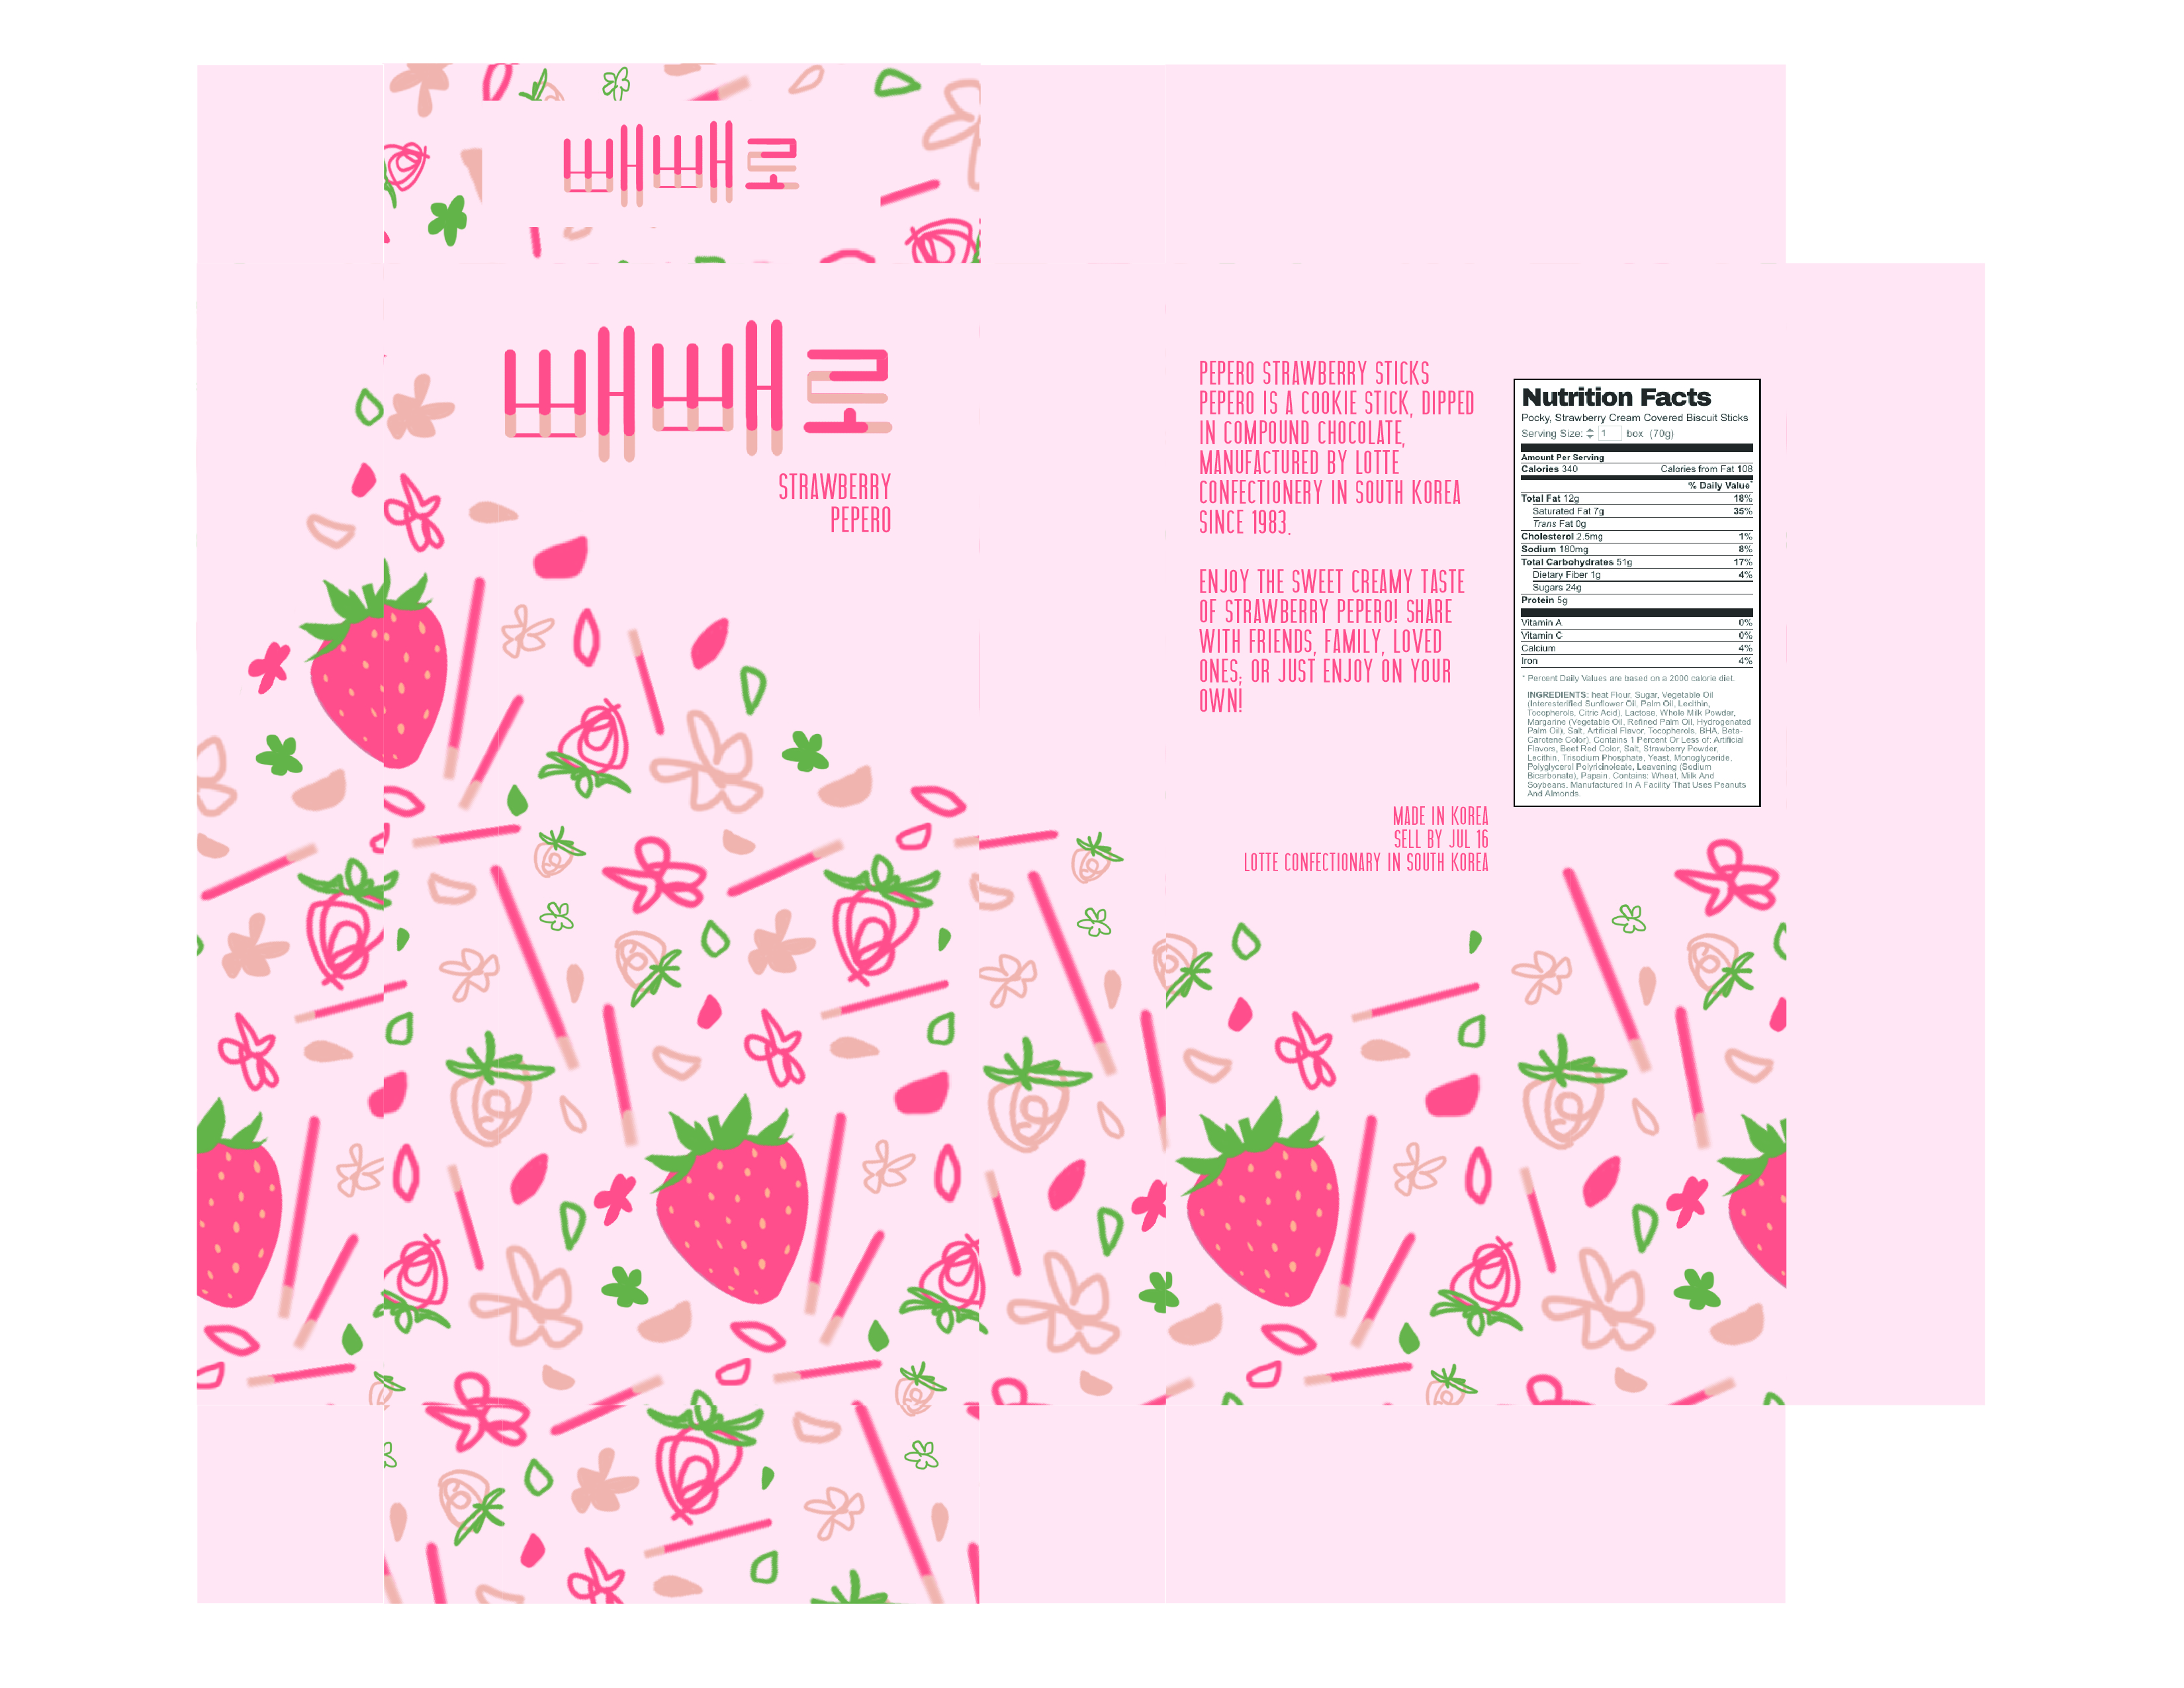 빼빼로
빼빼로
STRAWBERRY
PEPERO
PEPERO STRAWBERRY STICKS
PEPERO IS A COOKIE STICK, DIPPED
IN COMPOUND CHOCOLATE,
MANUFACTURED BY LOTTE
CONFECTIONERY IN SOUTH KOREA
SINCE 1983.
ENJOY THE SWEET CREAMY TASTE
OF STRAWBERRY PEPERO! SHARE
WITH FRIENDS, FAMILY, LOVED
ONES; OR JUST ENJOY ON YOUR
OWN!
MADE IN KOREA
SELL BY JUL 16
LOTTE CONFECTIONARY IN SOUTH KOREA
Nutrition Facts
Pocky, Strawberry Cream Covered Biscuit Sticks
Serving Size: 1 box (70g)
Amount Per Serving
Calories 340 Calories from Fat 108
% Daily Value*
Total Fat 12g 18%
Saturated Fat 7g 35%
Trans Fat 0g
Cholesterol 2.5mg 1%
Sodium 180mg 8%
Total Carbohydrates 51g 17%
Dietary Fiber 1g 4%
Sugars 24g
Protein 5g
Vitamin A 0%
Vitamin C 0%
Calcium 4%
Iron 4%
* Percent Daily Values are based on a 2000 calorie diet.
INGREDIENTS: heat Flour, Sugar, Vegetable Oil
(Interesterified Sunflower Oil, Palm Oil, Lecithin,
Tocopherols, Citric Acid), Lactose, Whole Milk Powder,
Margarine (Vegetable Oil, Refined Palm Oil, Hydrogenated
Palm Oil), Salt, Artificial Flavor, Tocopherols, BHA, Beta-
Carotene Color). Contains 1 Percent Or Less of: Artificial
Flavors, Beet Red Color, Salt, Strawberry Powder,
Lecithin, Trisodium Phosphate, Yeast, Monoglyceride,
Polyglycerol Polyricinoleate, Leavening (Sodium
Bicarbonate), Papain. Contains: Wheat, Milk And
Soybeans. Manufactured In A Facility That Uses Peanuts
And Almonds.